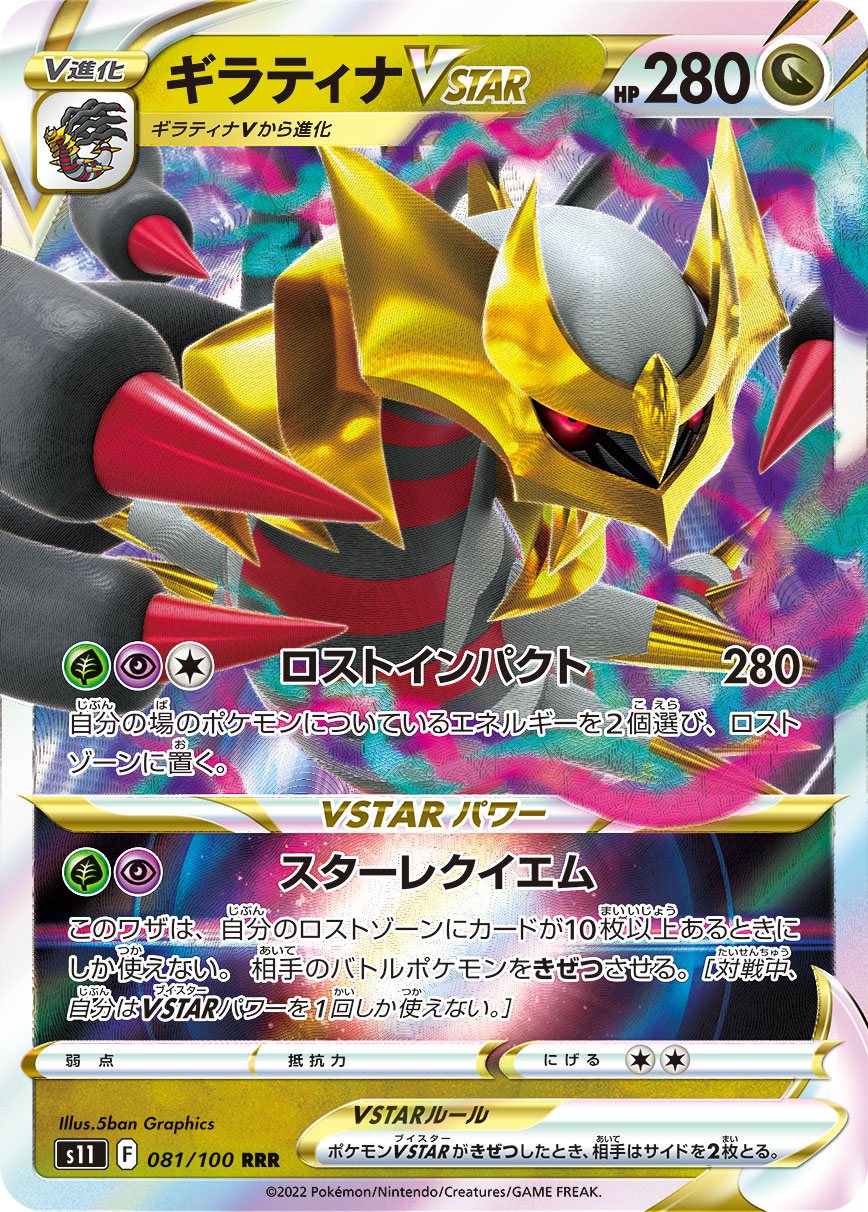 V進化
ギラティナVSTAR
HP 280
ギラティナVから進化
ロストインパクト 280
自分の場のポケモンについているエネルギーを2個選び、ロスト
ゾーンに置く。
VSTARパワー
スターレクイエム
このワザは、自分のロストゾーンにカードが10枚以上あるときに
しか使えない。相手のバトルポケモンをきぜつさせる。[対戦中、
自分はVSTARパワーを1回しか使えない。]
弱点 抵抗力 にげる
Illus.5ban Graphics
VSTARルール
ポケモンVSTARがきぜつしたとき、相手はサイドを2枚とる。
s11 F 081/100 RRR
©2022 Pokémon/Nintendo/Creatures/GAME FREAK.